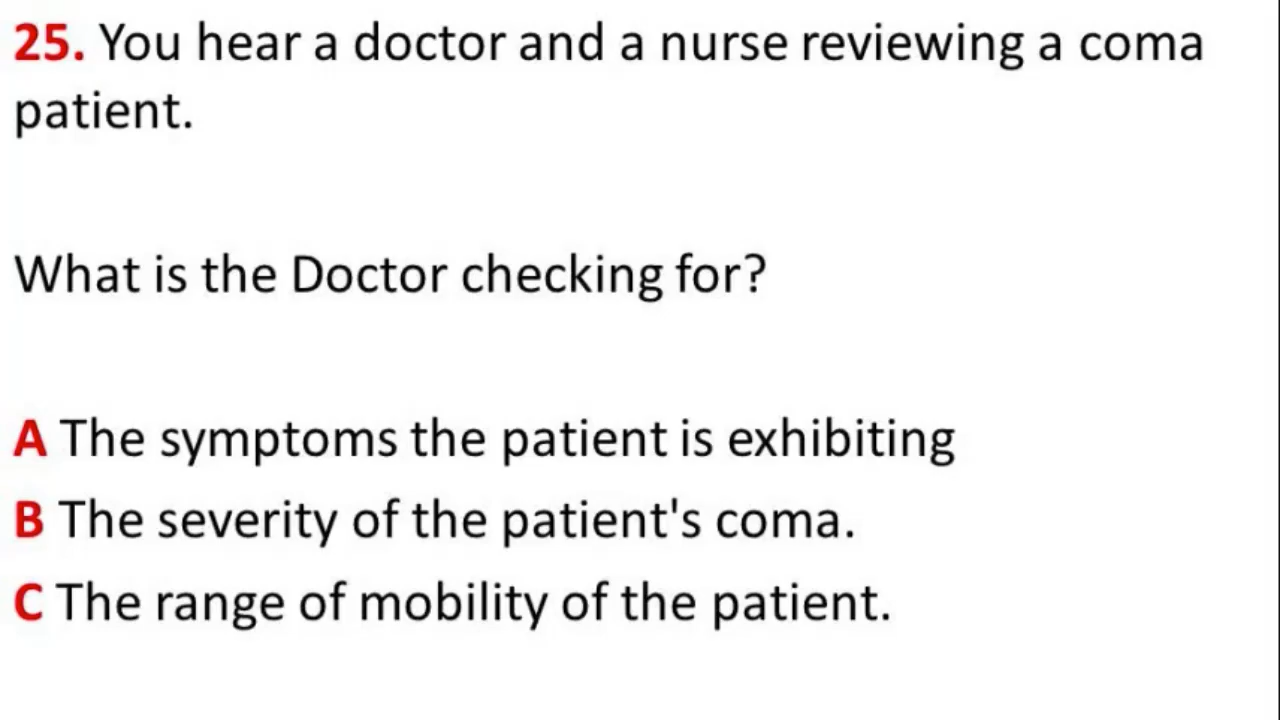 25. You hear a doctor and a nurse reviewing a coma
patient.
What is the Doctor checking for?
A The symptoms the patient is exhibiting
B The severity of the patient's coma.
C The range of mobility of the patient.